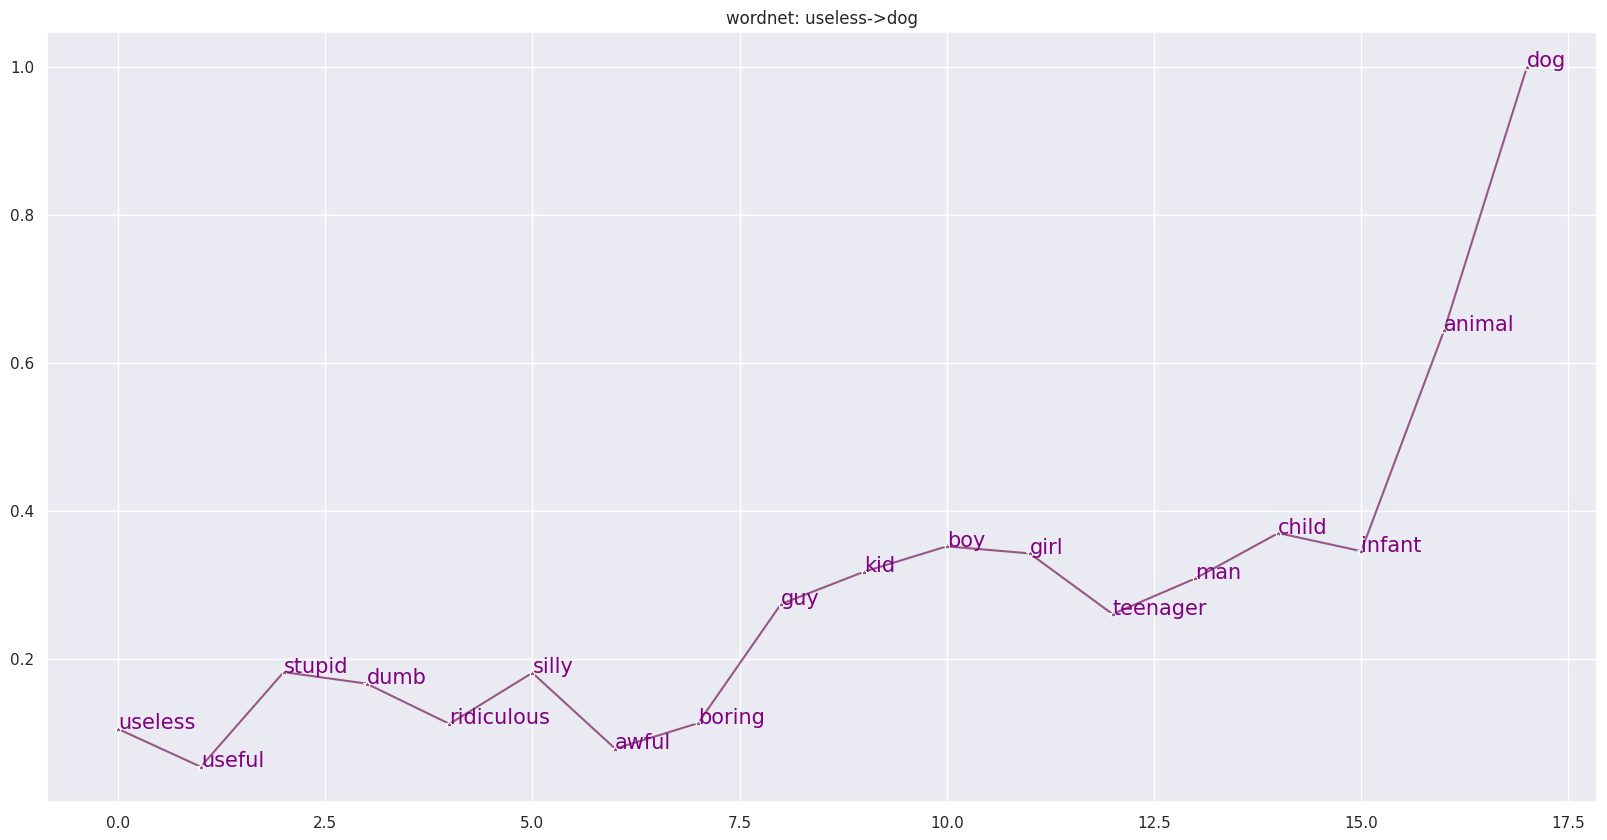 wordnet: useless->dog
1.0
0.8
0.6
0.4
0.2
dog
animal
child
infant
boy
girl
kid
man
guy
teenager
stupid
dumb
silly
useless
ridiculous
boring
awful
useful
0.0 2.5 5.0 7.5 10.0 12.5 15.0 17.5